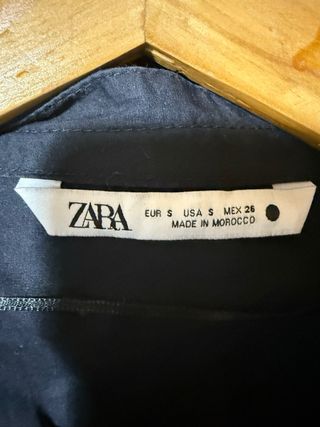 ZARA
EUR S USA S MEX 26
MADE IN MOROCCO